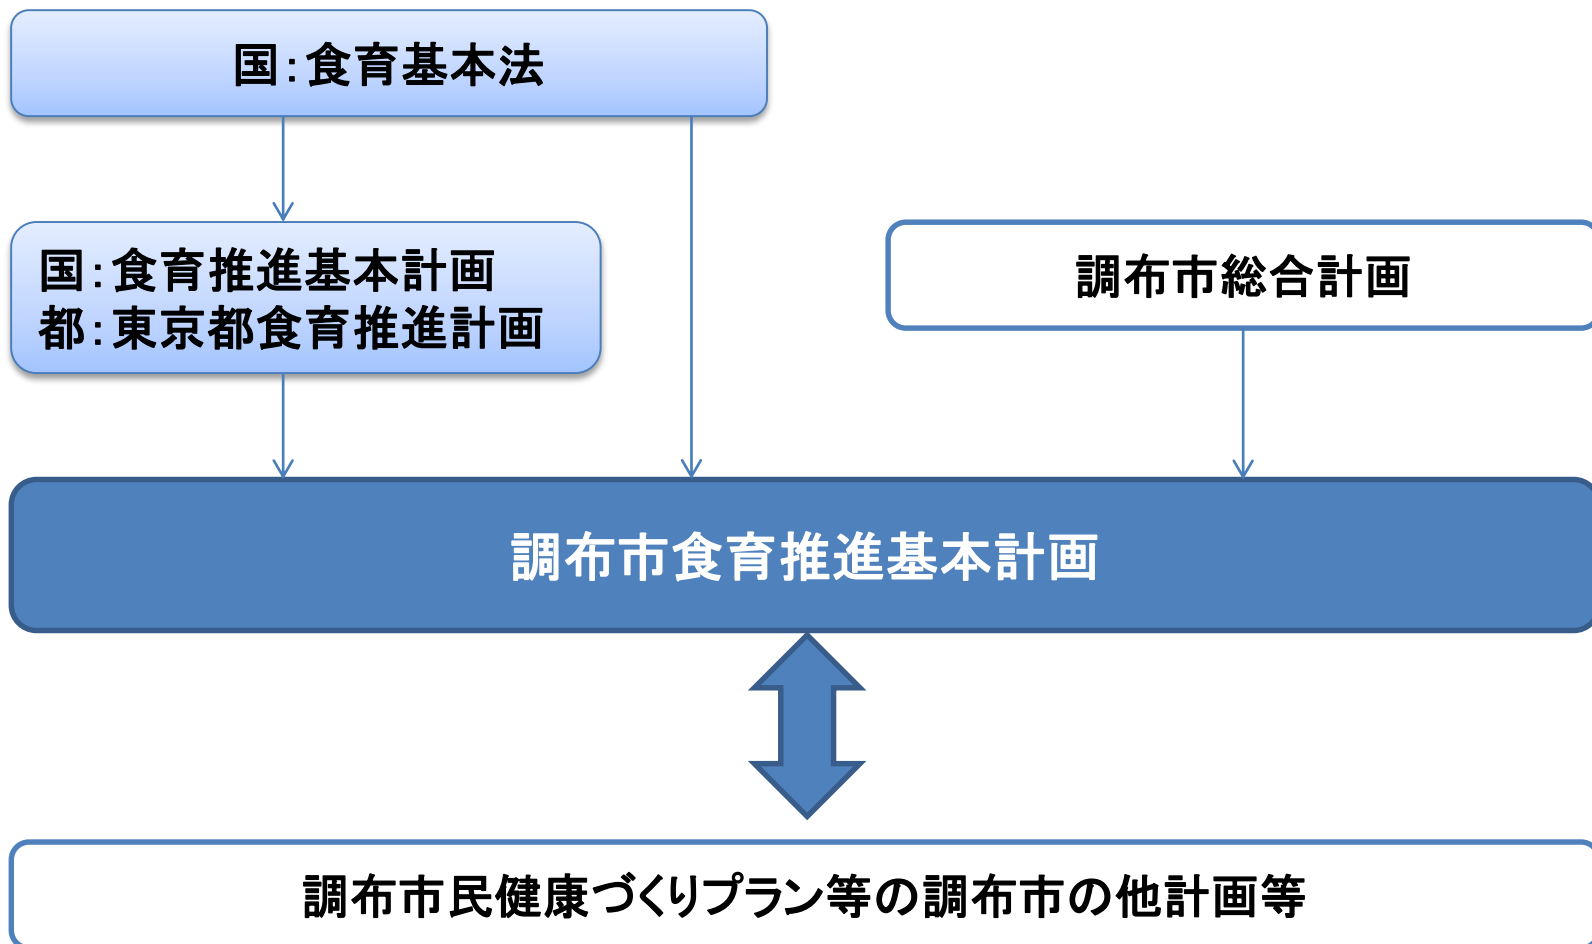 国：食育基本法
国：食育推進基本計画
都：東京都食育推進計画
調布市総合計画
調布市食育推進基本計画
調布市民健康づくりプラン等の調布市の他計画等